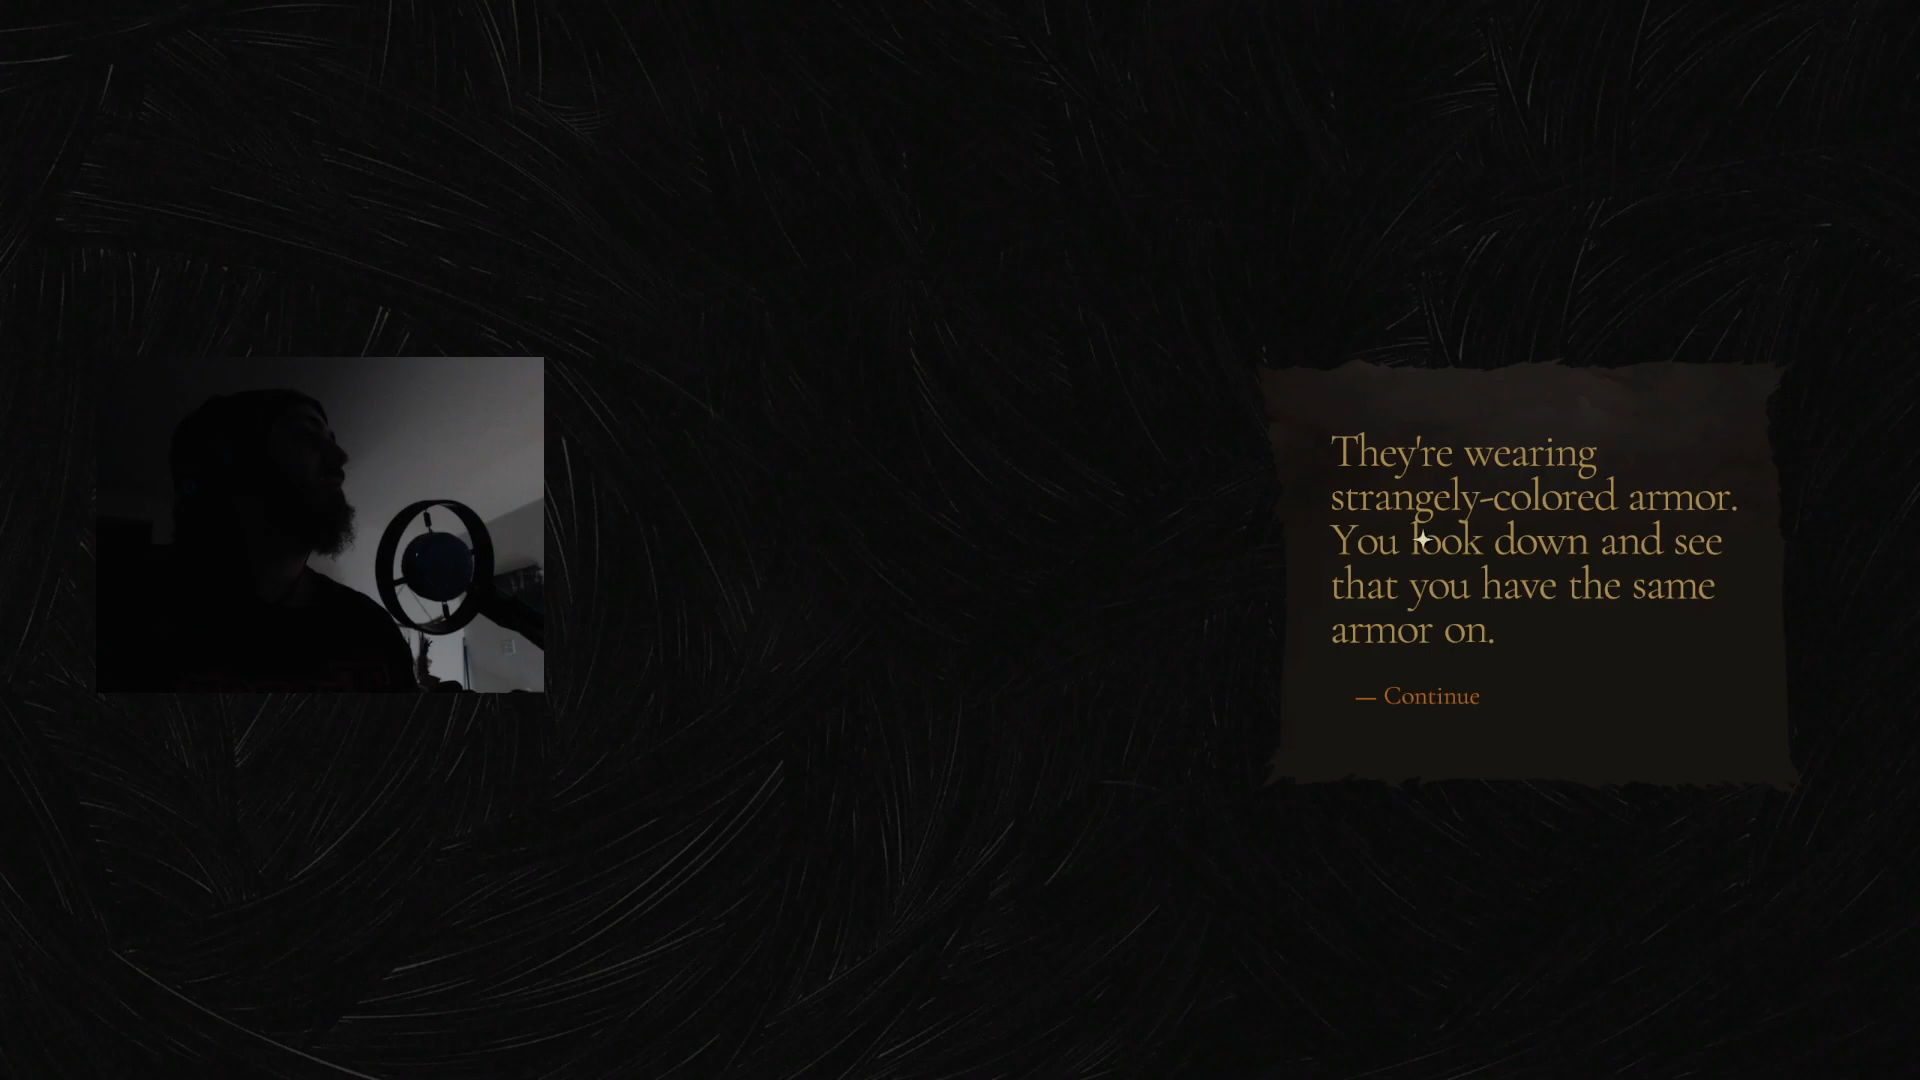 They're wearing
strangely-colored armor.
You look down and see
that you have the same
armor on.
— Continue